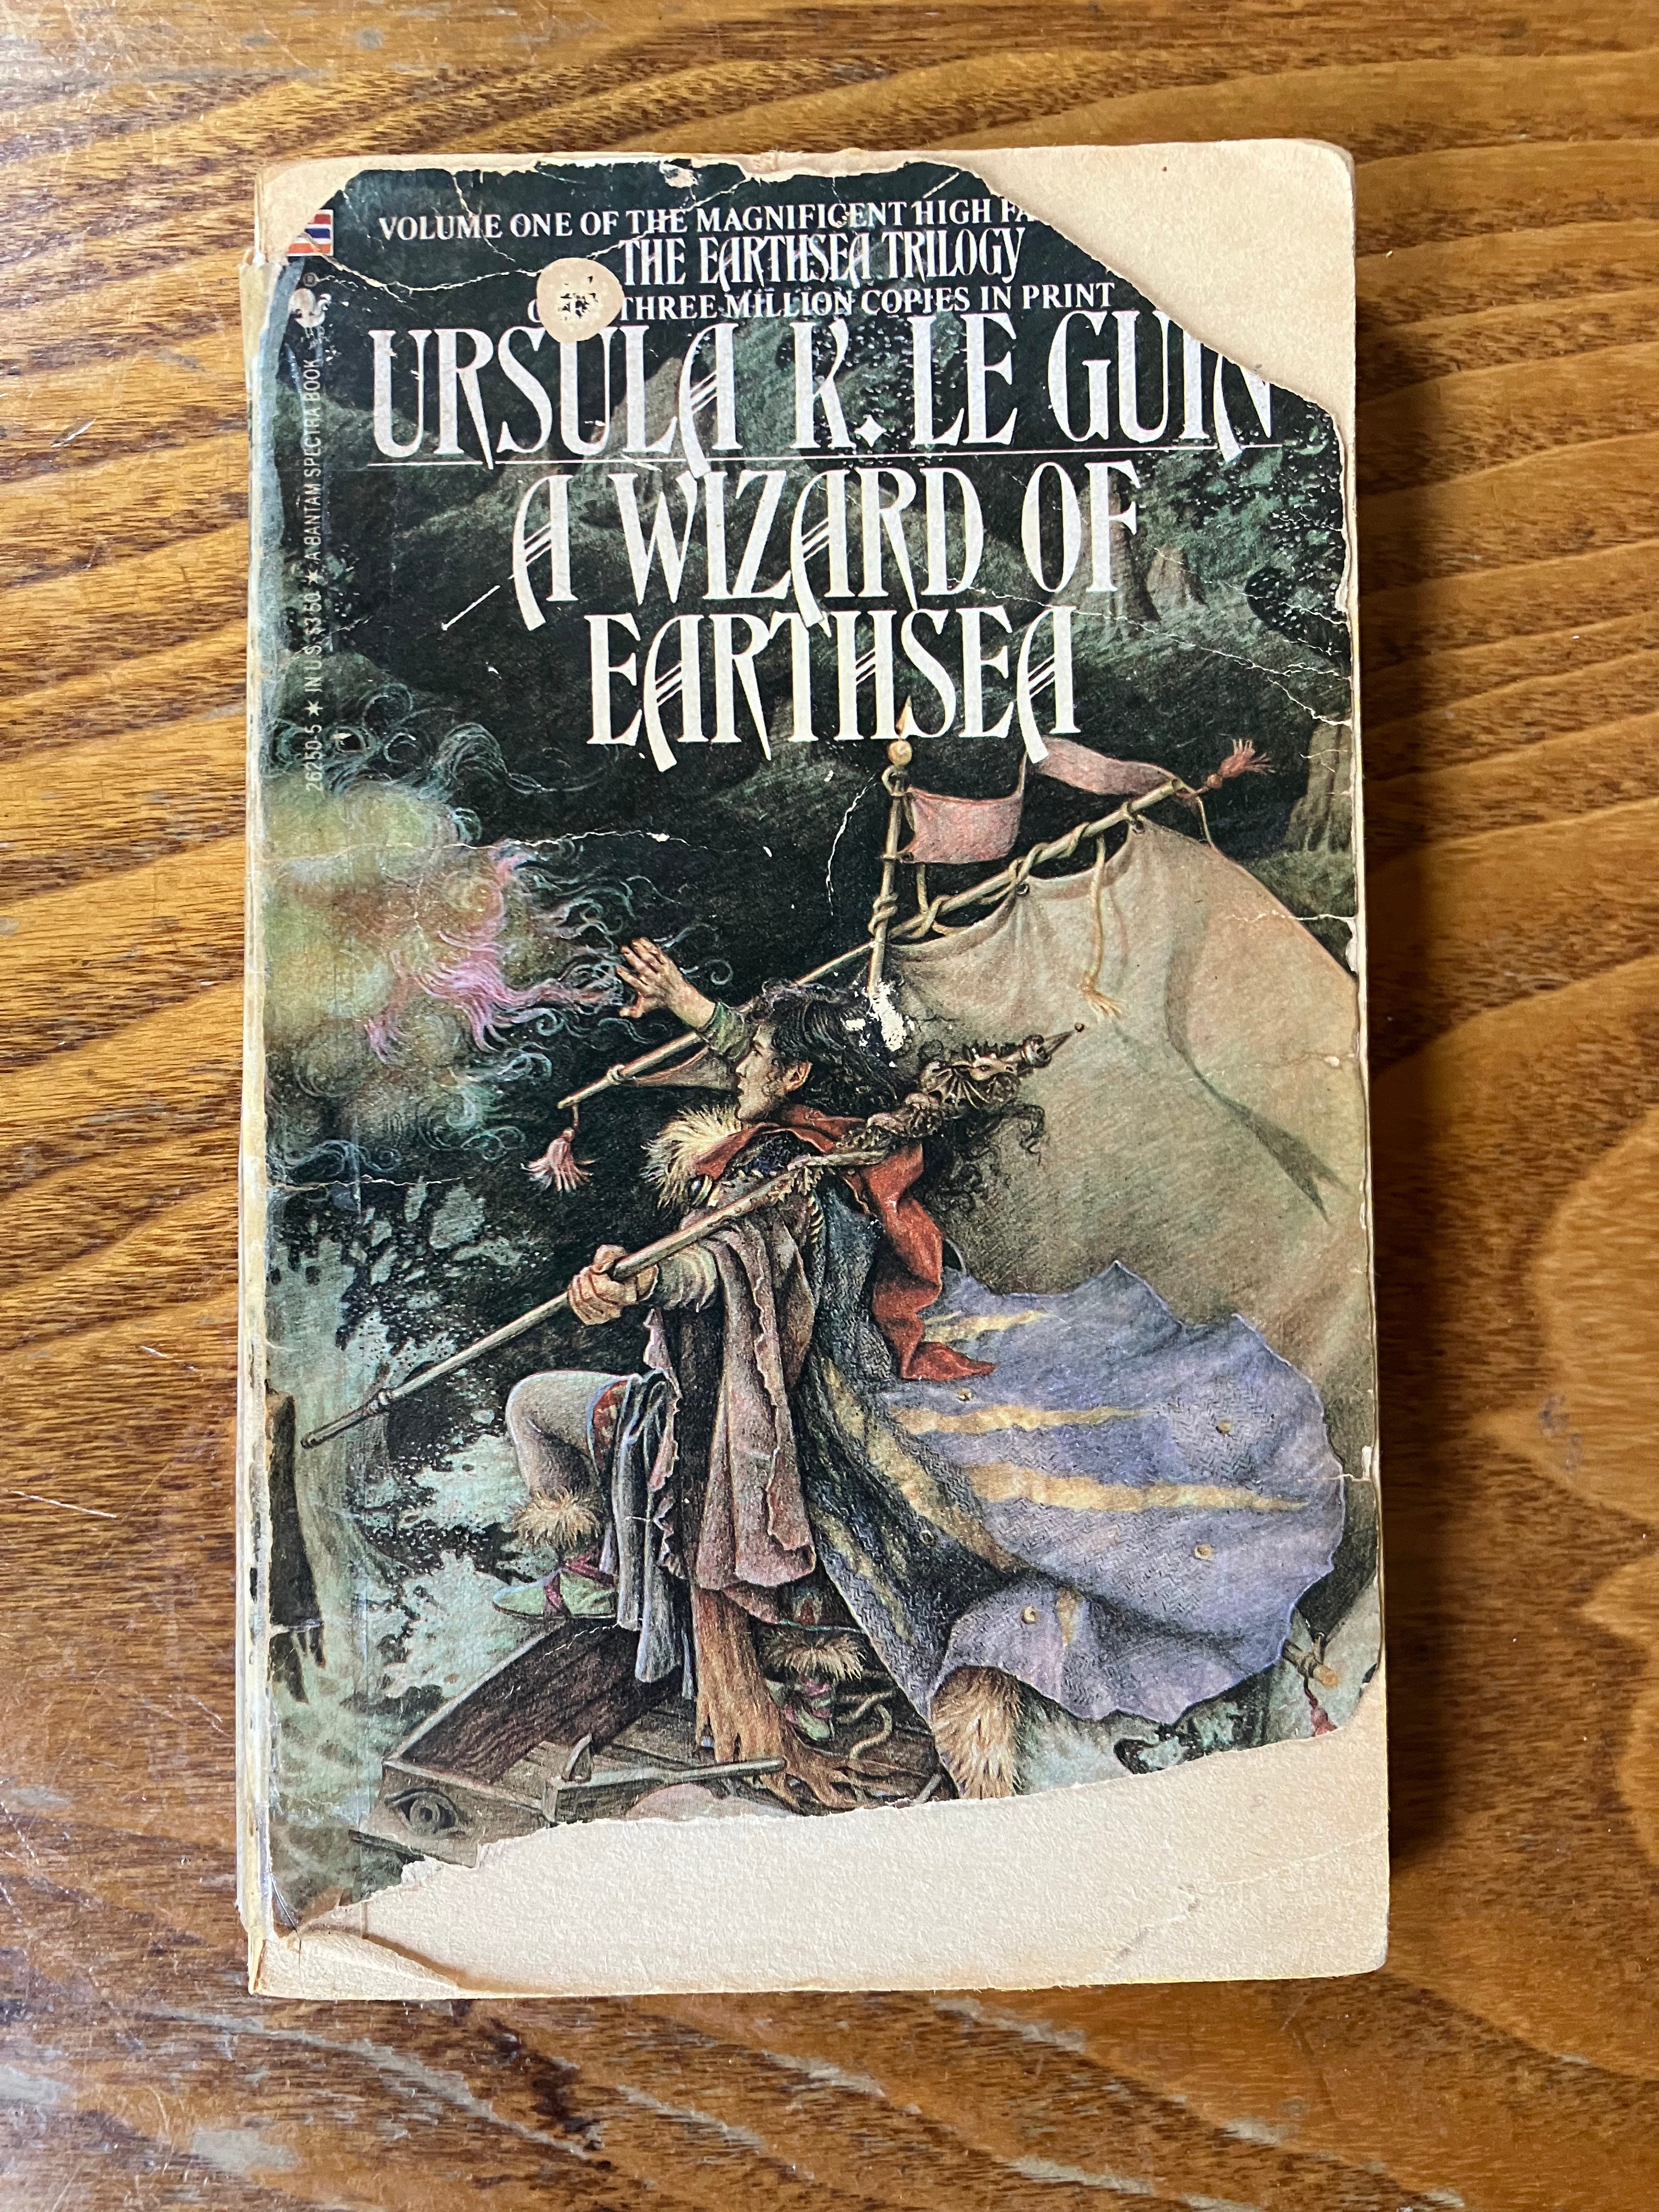 VOLUME ONE OF THE MAGNIFICENT HIGH
THE EARTHSEA TRILOGY
THREE MILLION COPIES IN PRINT
URSULA K. LE GUIN
A WIZARD OF
EARTHSEA
26250-5 ★ IN U.S. $3.50 ★ A BANTAM SPECTRA BOOK